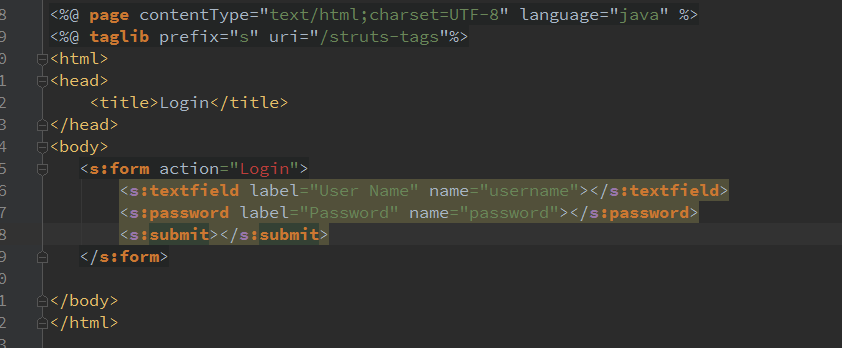 8 <%@ page contentType="text/html;charset=UTF-8" language="java" %>
9 <%@ taglib prefix="s" uri="/struts-tags"%>
0 <html>
1 <head>
2     <title>Login</title>
3 </head>
4 <body>
5    <s:form action="Login">
6        <s:textfield label="User Name" name="username"></s:textfield>
7        <s:password label="Password" name="password"></s:password>
8        <s:submit></s:submit>
9    </s:form>
0
1 </body>
2 </html>
3